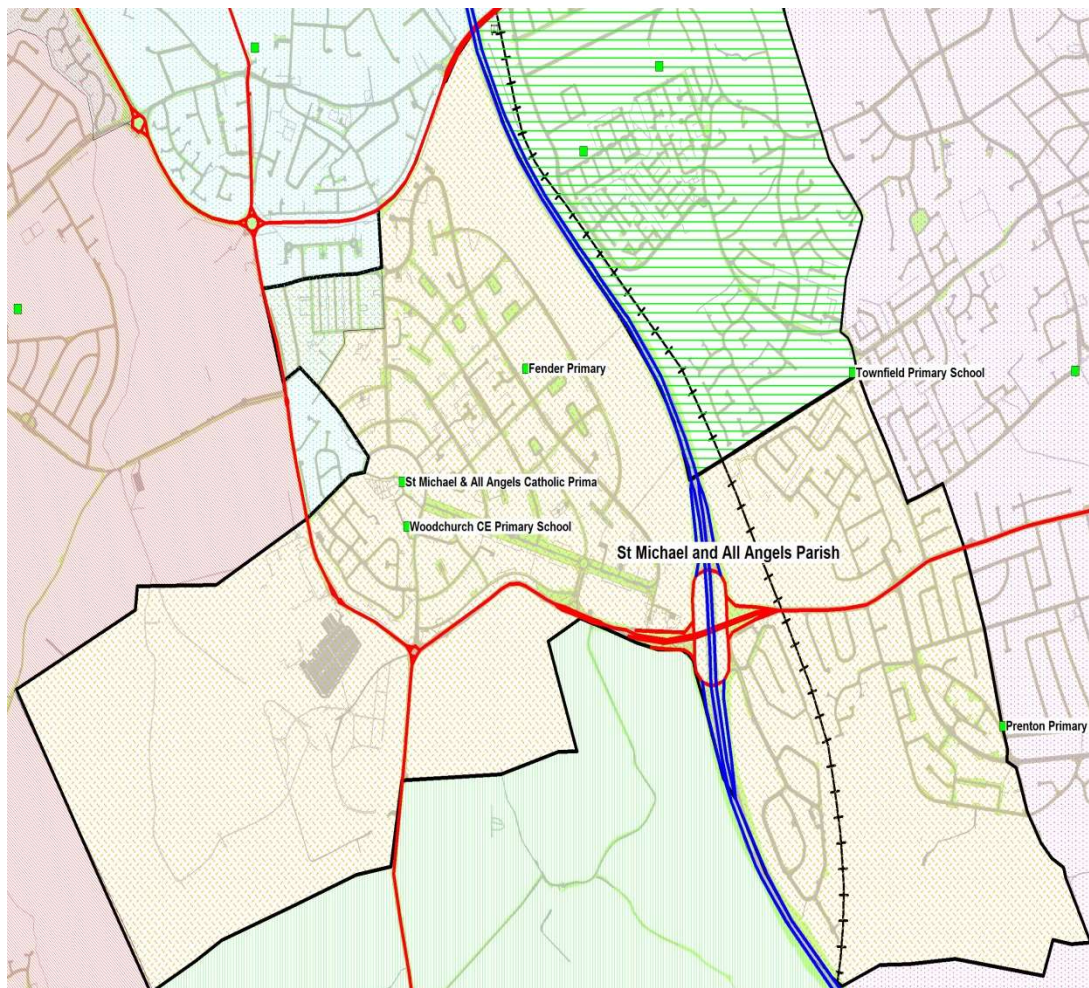 Fender Primary
Townfield Primary School
St Michael & All Angels Catholic Prima
Woodchurch CE Primary School
St Michael and All Angels Parish
Prenton Primary